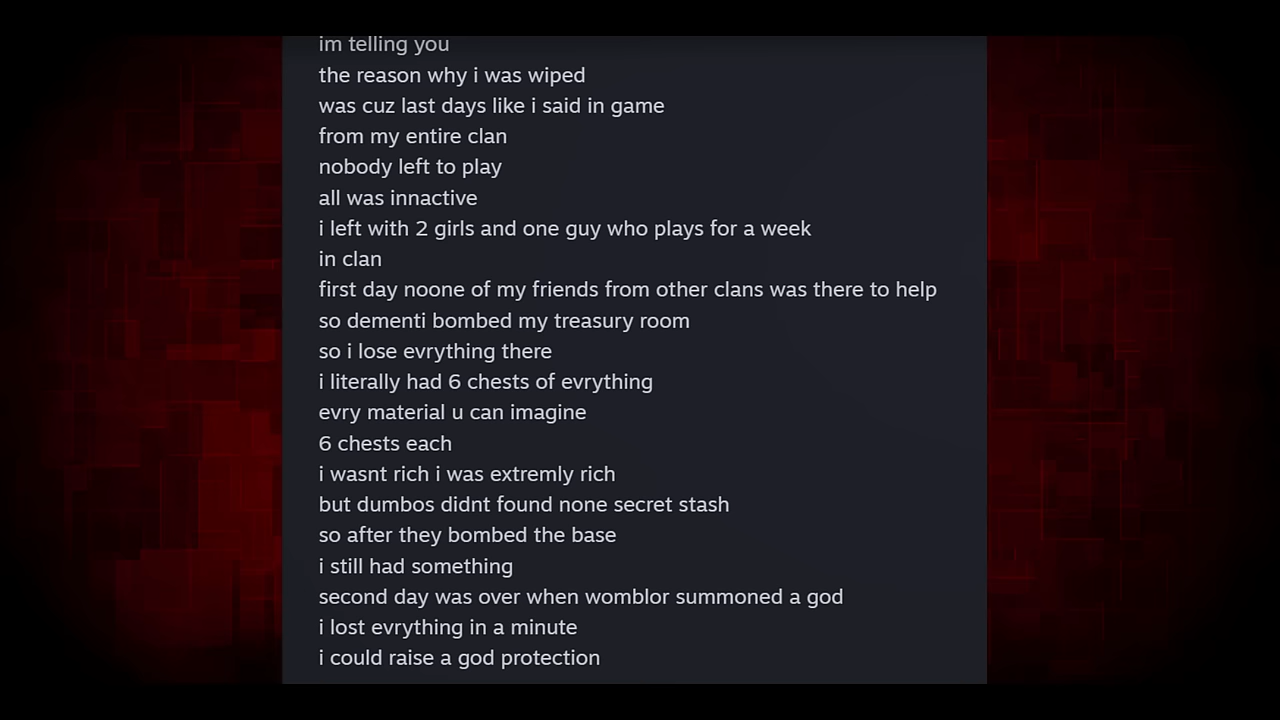 im telling you
the reason why i was wiped
was cuz last days like i said in game
from my entire clan
nobody left to play
all was innactive
i left with 2 girls and one guy who plays for a week
in clan
first day noone of my friends from other clans was there to help
so dementi bombed my treasury room
so i lose evrything there
i literally had 6 chests of evrything
evry material u can imagine
6 chests each
i wasnt rich i was extremly rich
but dumbos didnt found none secret stash
so after they bombed the base
i still had something
second day was over when womblor summoned a god
i lost evrything in a minute
i could raise a god protection